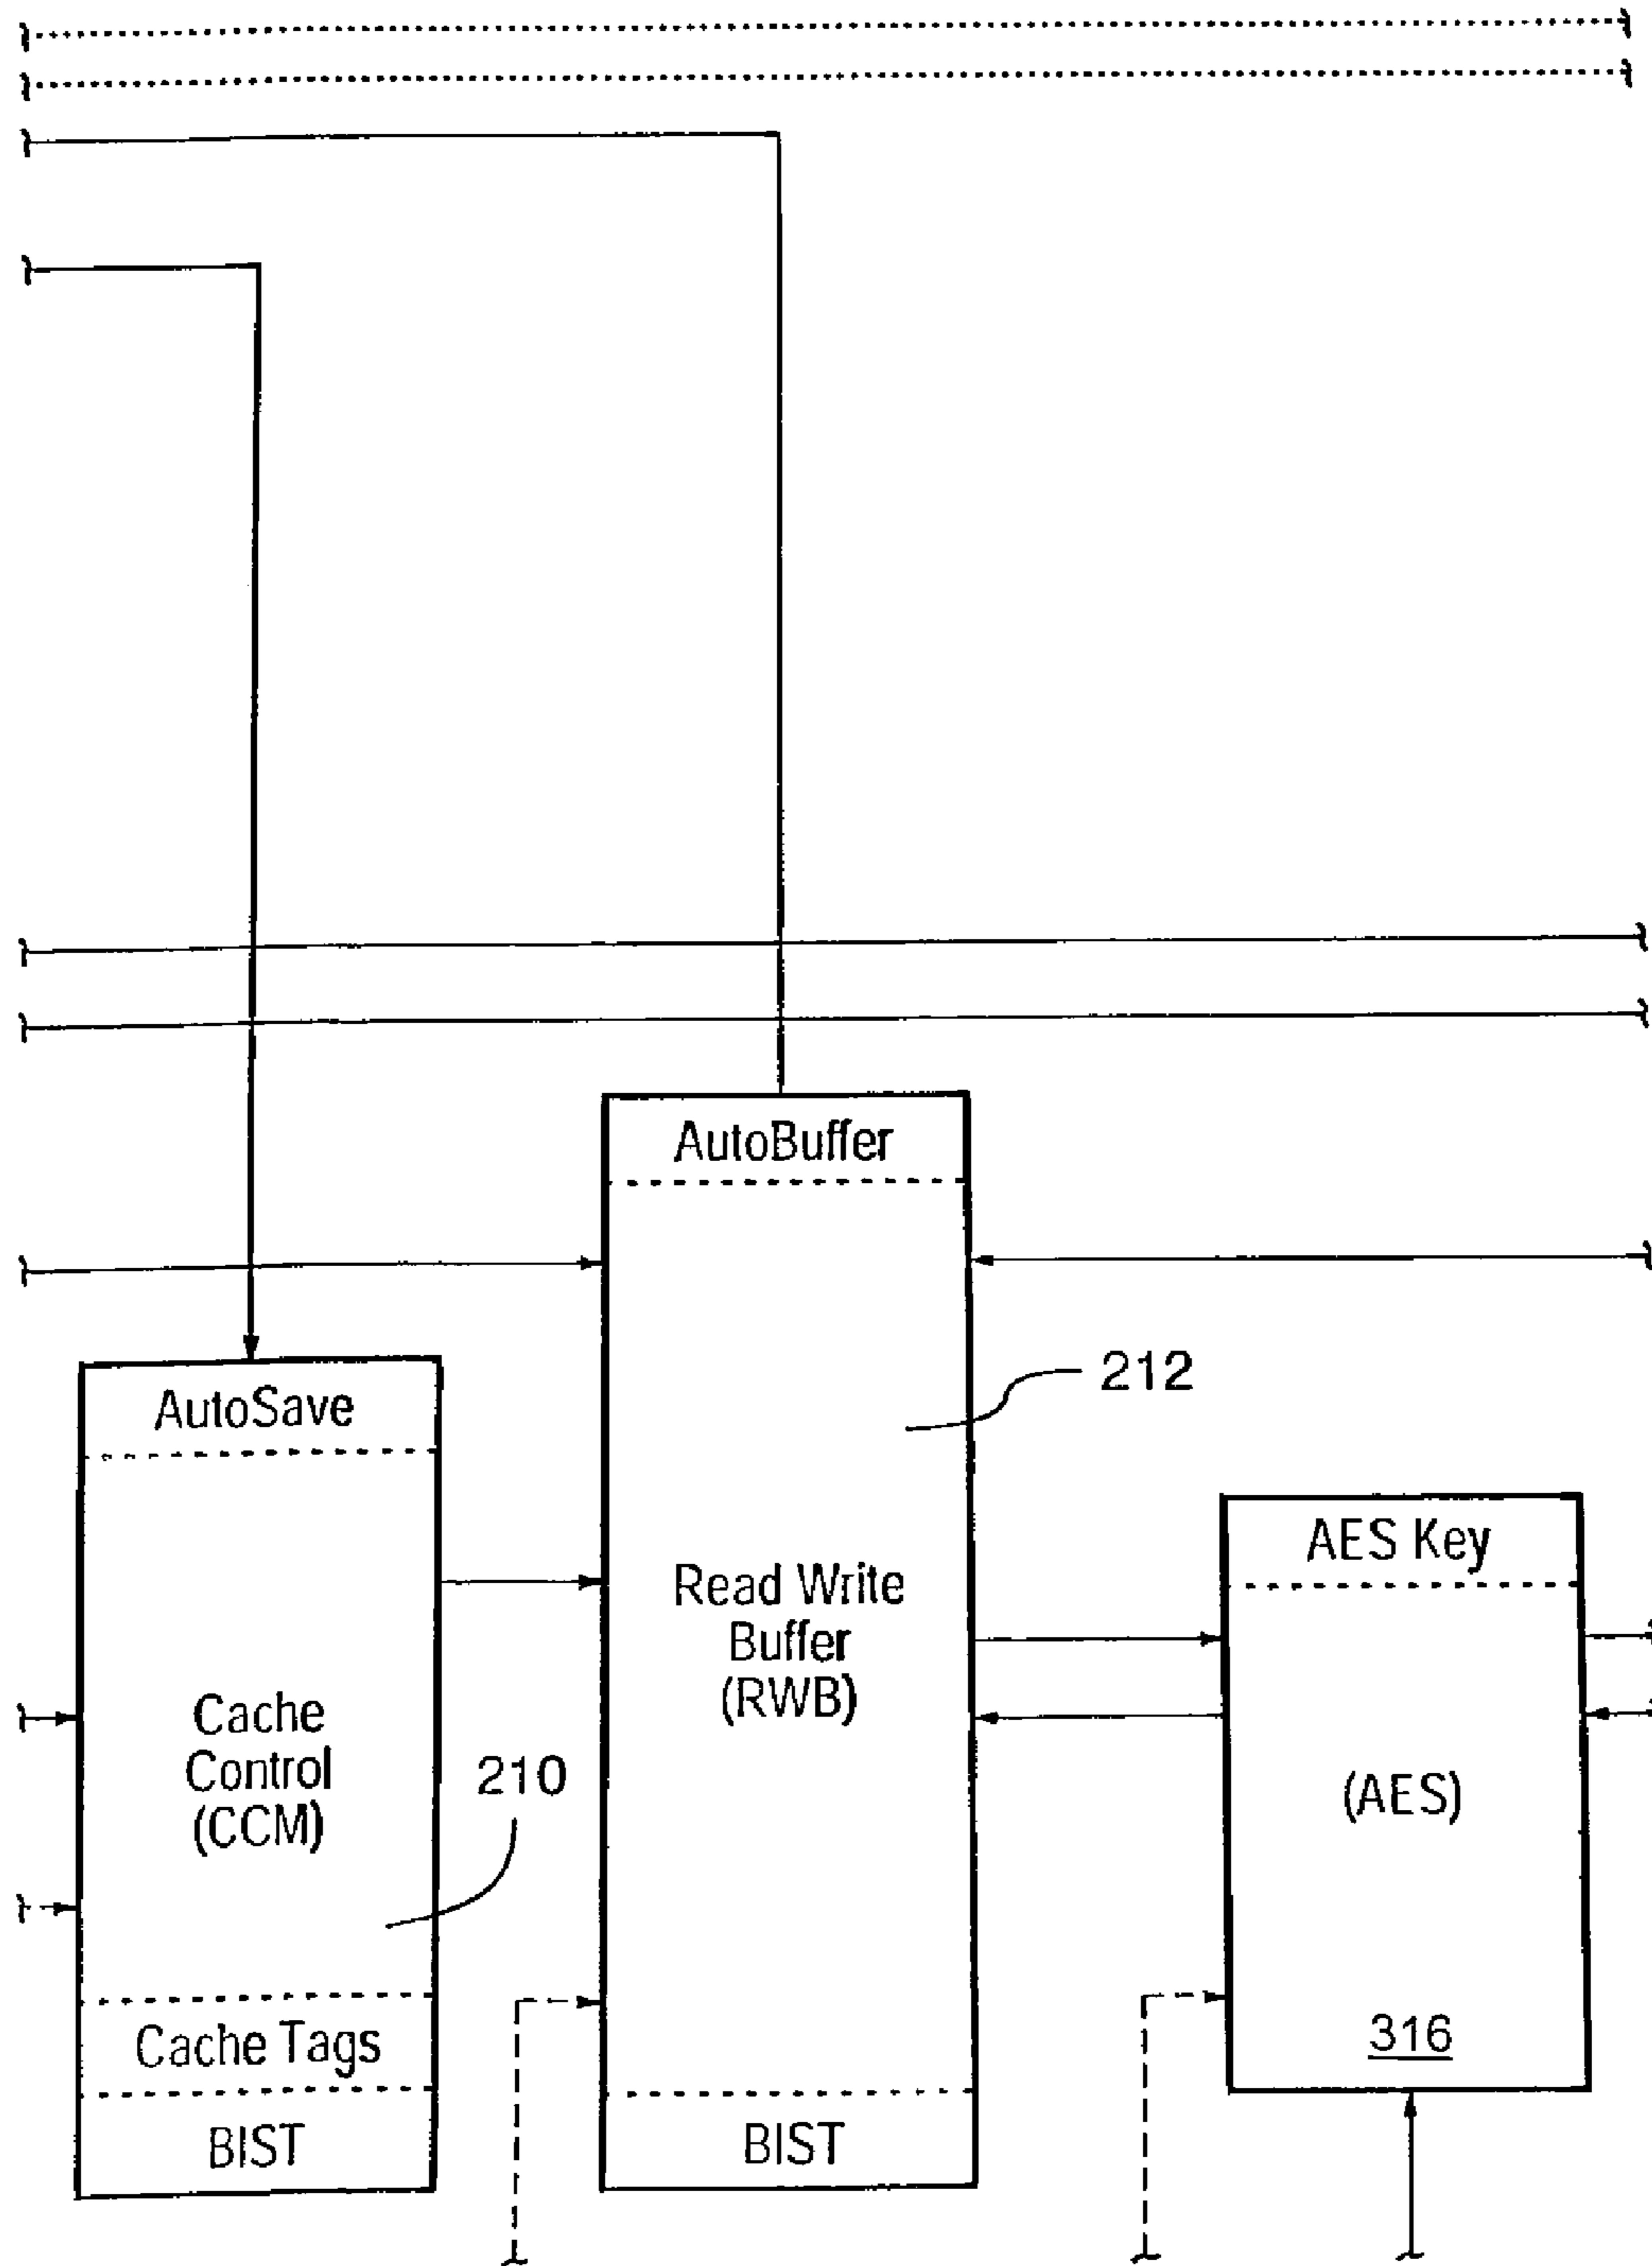 AutoBuffer
212
AutoSave
Read Write
Buffer
(RWB)
AES Key
Cache
Control
(CCM)
210
(AES)
Cache Tags
316
BIST
BIST